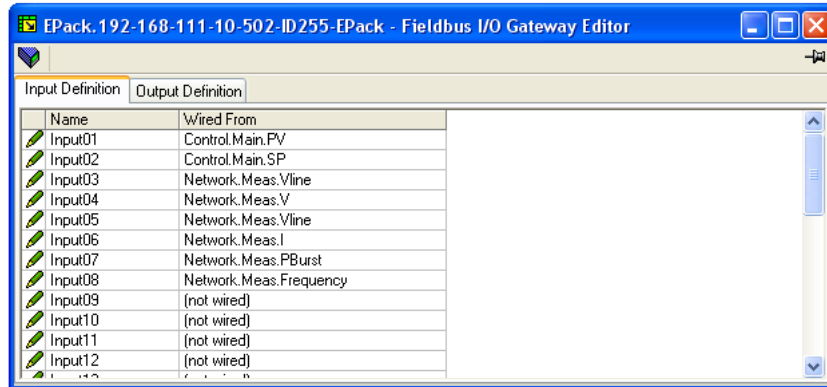 EPack.192-168-111-10-502-ID255-EPack - Fieldbus I/O Gateway Editor
Input Definition Output Definition
Name Wired From
Input01 Control.Main.PV
Input02 Control.Main.SP
Input03 Network.Meas.Vline
Input04 Network.Meas.V
Input05 Network.Meas.Vline
Input06 Network.Meas.I
Input07 Network.Meas.PBurst
Input08 Network.Meas.Frequency
Input09 (not wired)
Input10 (not wired)
Input11 (not wired)
Input12 (not wired)